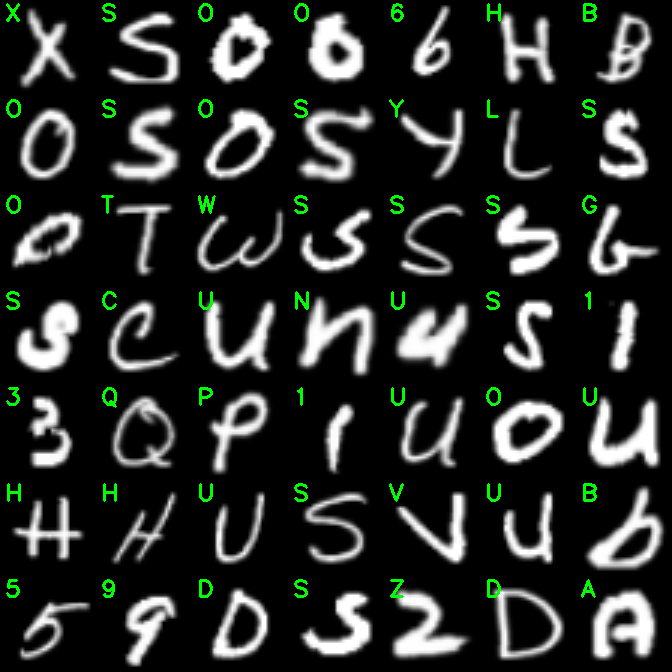 X S O O 6 H B
O S O S Y L S
O T W S S S G
S C U N U S 1
3 Q P 1 U O U
H H U S V U B
5 9 D S Z D A